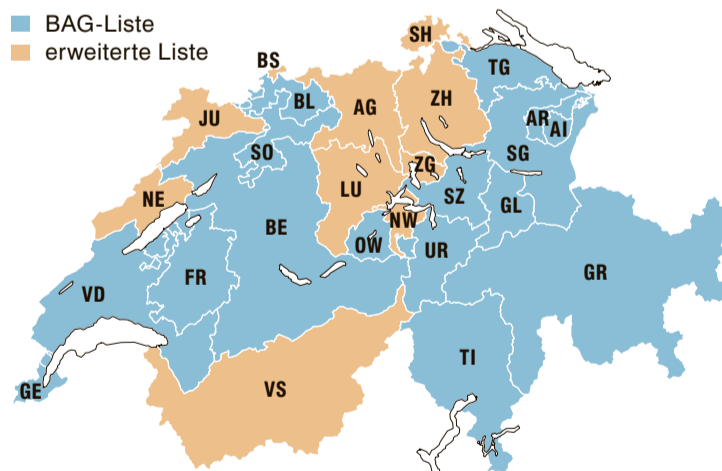 BAG-Liste
erweiterte Liste
SH
BS
TG
BL
AG
ZH
JU
AR
AI
SO
SG
ZG
LU
SZ
NE
GL
NW
BE
OW
UR
FR
GR
VD
TI
GE
VS